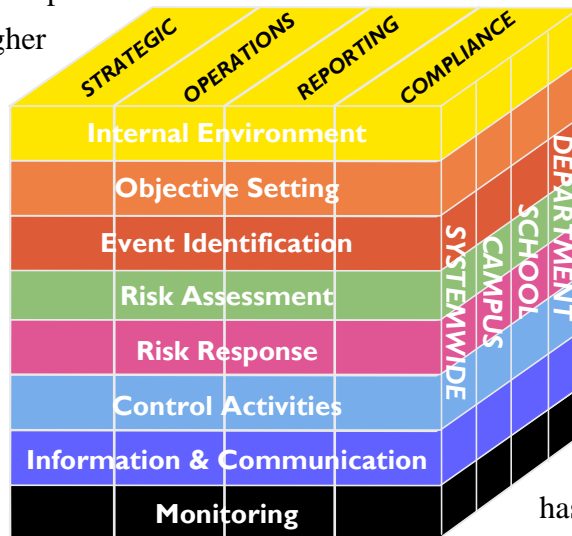 p
gher
STRATEGIC
OPERATIONS
REPORTING
COMPLIANCE
Internal Environment
Objective Setting
Event Identification
Risk Assessment
Risk Response
Control Activities
Information & Communication
Monitoring
SYSTEMWIDE
CAMPUS
SCHOOL
DEPARTMENT
has